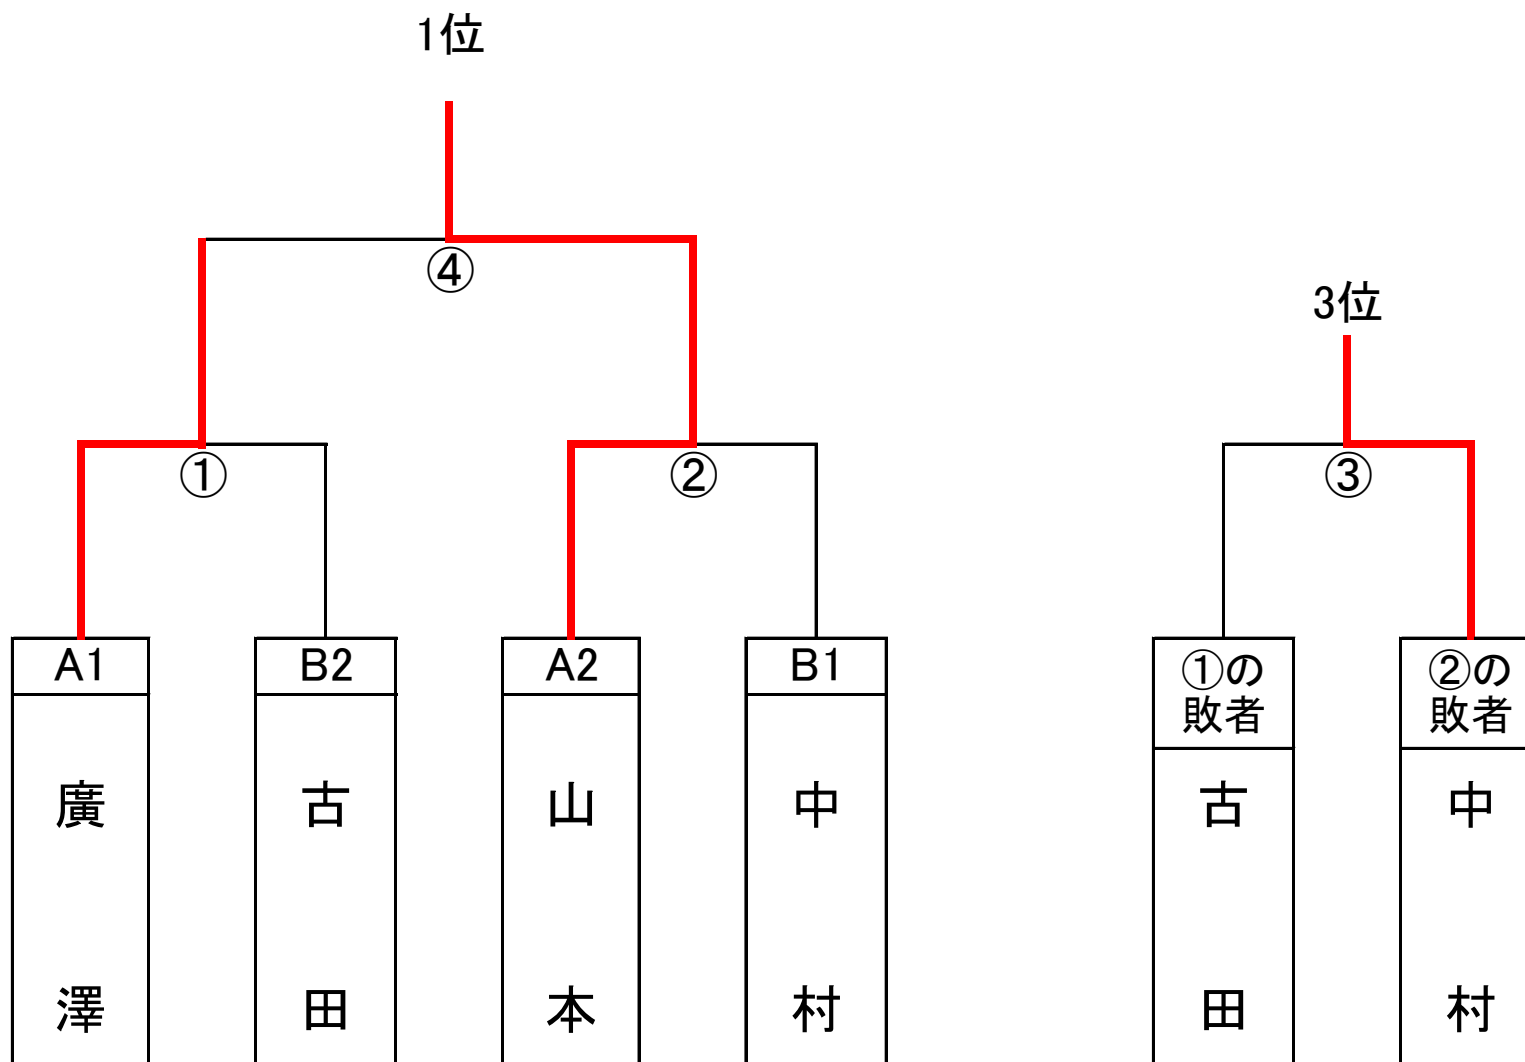 1位
④
3位
①
②
③
A1
B2
A2
B1
①の
敗者
②の
敗者
廣澤
古田
山本
中村
古田
中村